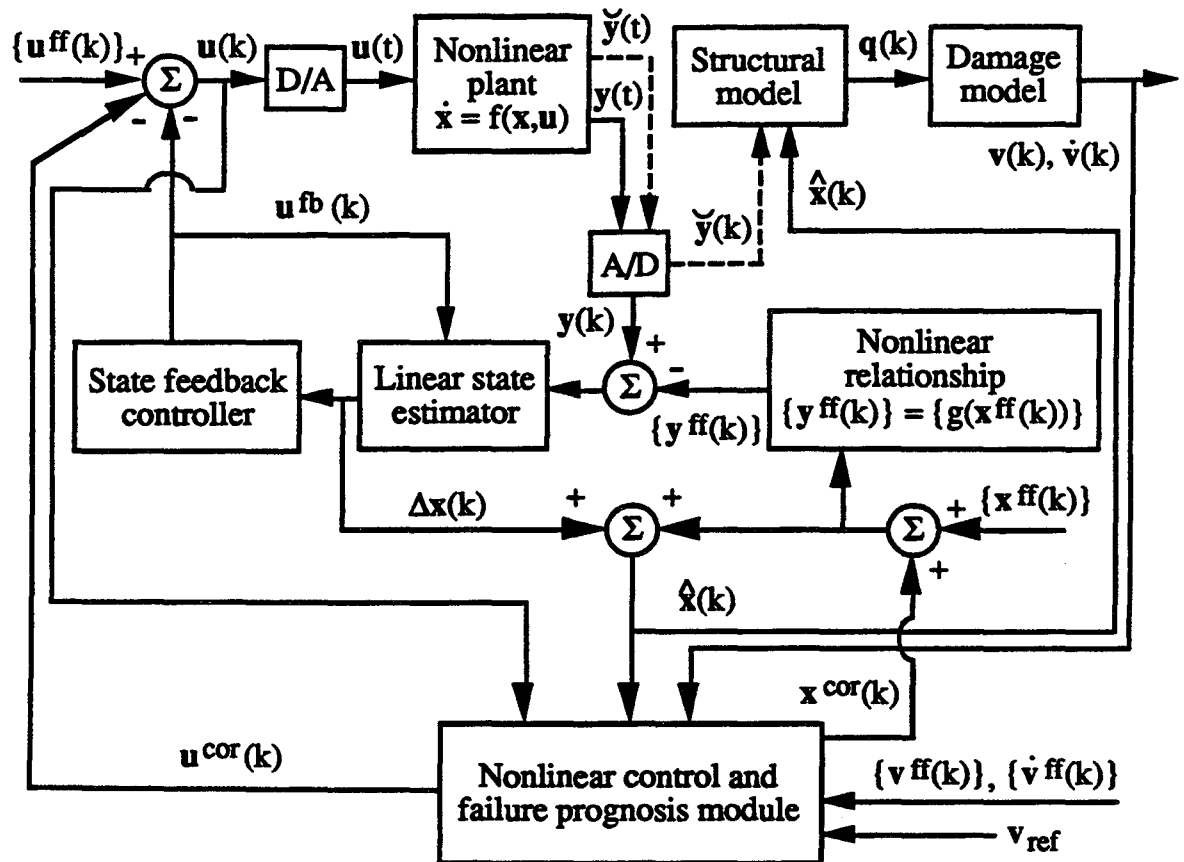 {u^ff(k)}
+
u(k)
u(t)
y̆(t)
q(k)
Σ
D/A
Nonlinear
plant
ẋ = f(x,u)
Structural
model
Damage
model
y(t)
-
-
v(k), v̇(k)
x̂(k)
u^fb (k)
y̆(k)
A/D
y(k)
+
-
Σ
{y^ff(k)}
State feedback
controller
Linear state
estimator
Nonlinear
relationship
{y^ff(k)} = {g(x^ff(k))}
Δx(k)
+
+
Σ
Σ
+
{x^ff(k)}
+
x̂(k)
x^cor(k)
u^cor(k)
Nonlinear control and
failure prognosis module
{v^ff(k)}, {v̇^ff(k)}
v_ref